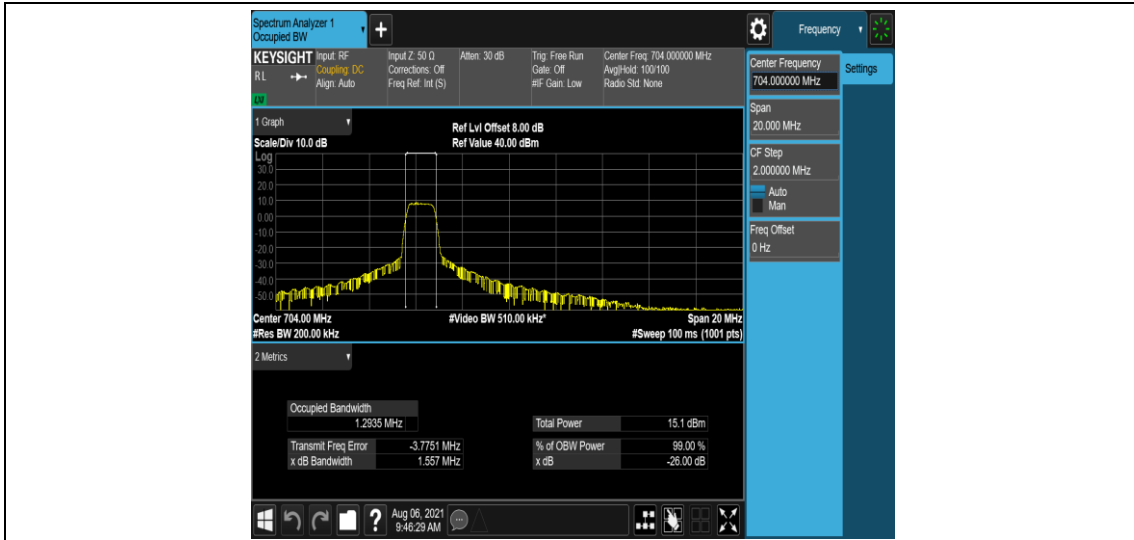 Spectrum Analyzer 1
Occupied BW
Frequency
KEYSIGHT
Input: RF
Input Z: 50 Ω
Atten: 30 dB
Trig: Free Run
Center Freq: 704.000000 MHz
R L
Coupling: DC
Corrections: Off
Gate: Off
Avg|Hold: 100/100
Align: Auto
Freq Ref: Int (S)
#IF Gain: Low
Radio Std: None
Center Frequency
704.000000 MHz
Settings
Span
20.000 MHz
CF Step
2.000000 MHz
Auto
Man
Freq Offset
0 Hz
1 Graph
Ref Lvl Offset 8.00 dB
Scale/Div 10.0 dB
Ref Value 40.00 dBm
Log
30.0
20.0
10.0
0.00
-10.0
-20.0
-30.0
-40.0
-50.0
Center 704.00 MHz
#Video BW 510.00 kHz*
Span 20 MHz
#Res BW 200.00 kHz
#Sweep 100 ms (1001 pts)
2 Metrics
Occupied Bandwidth
1.2935 MHz
Total Power 15.1 dBm
Transmit Freq Error -3.7751 MHz
% of OBW Power 99.00 %
x dB Bandwidth 1.557 MHz
x dB -26.00 dB
?
Aug 06, 2021
9:46:29 AM